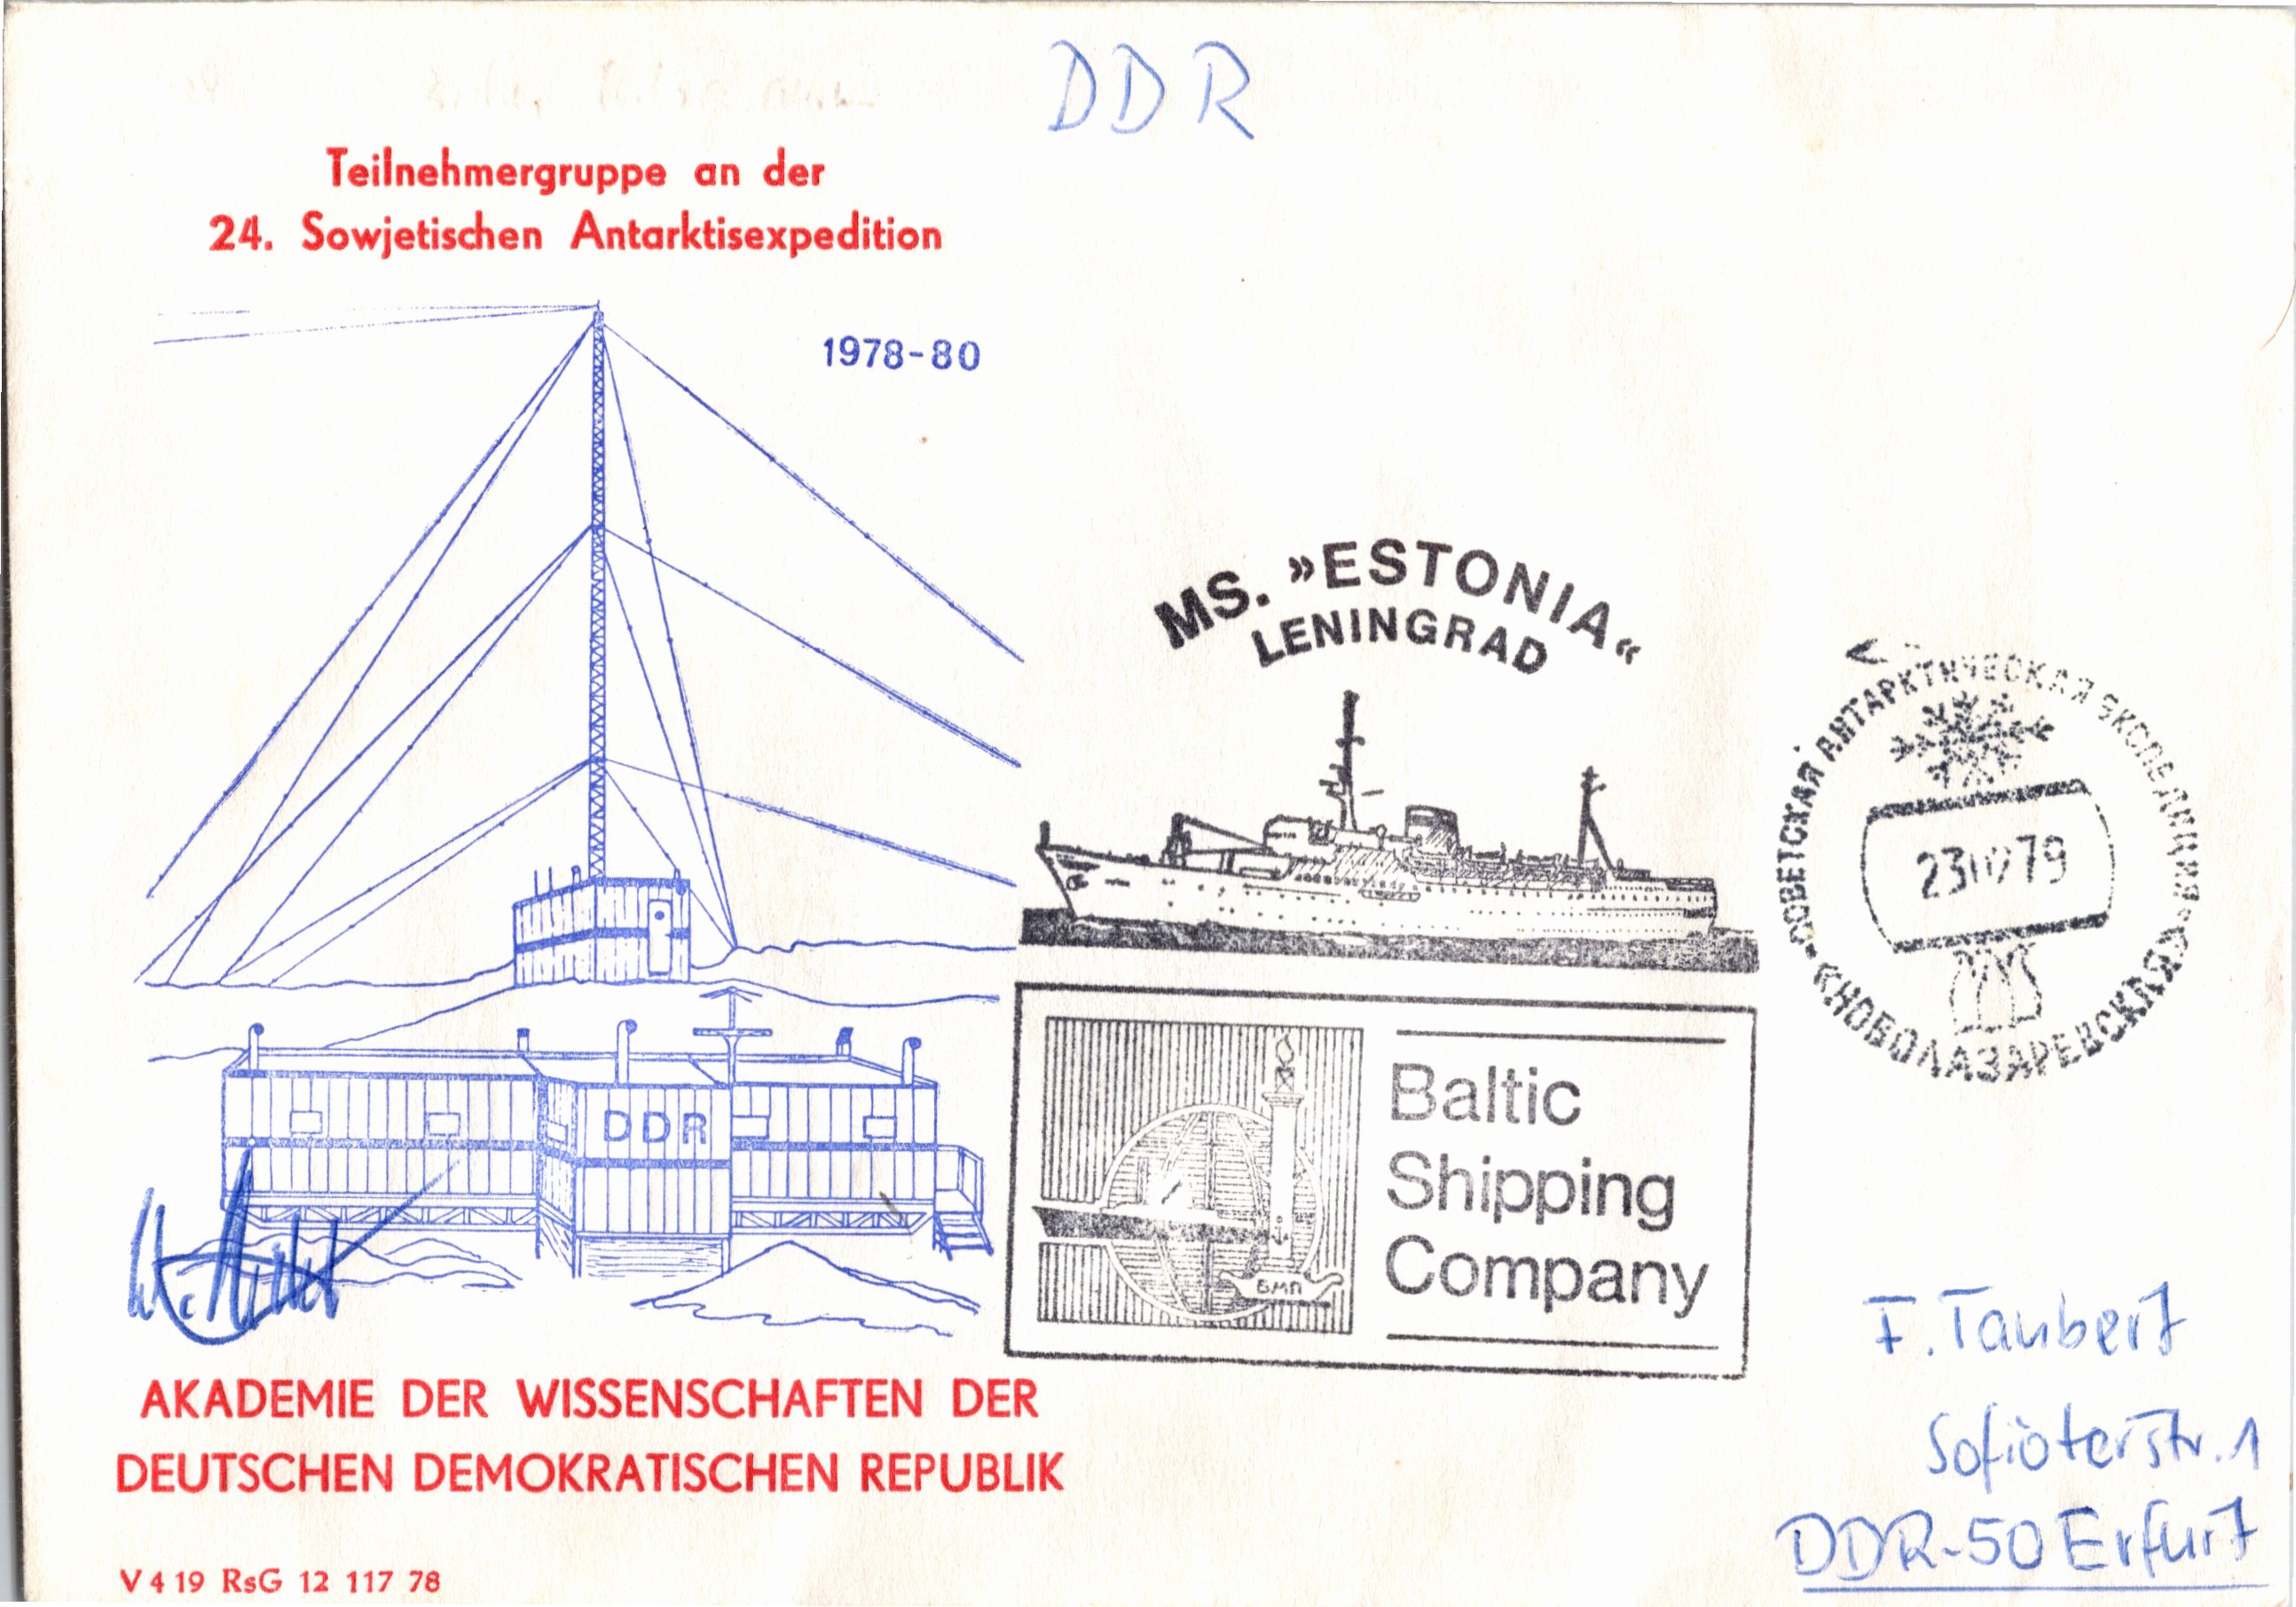 DDR
Teilnehmergruppe an der
24. Sowjetischen Antarktisexpedition
1978-80
MS. »ESTONIA«
LENINGRAD
СОВЕТСКАЯ АНТАРКТИЧЕСКАЯ ЭКСПЕДИЦИЯ
23 79
«НОВОЛАЗАРЕВСКАЯ»
DDR
Baltic
Shipping
Company
БМП
AKADEMIE DER WISSENSCHAFTEN DER
DEUTSCHEN DEMOKRATISCHEN REPUBLIK
V 4 19 RsG 12 117 78
F. Taubert
Sofioterstr. 1
DDR-50 Erfurt